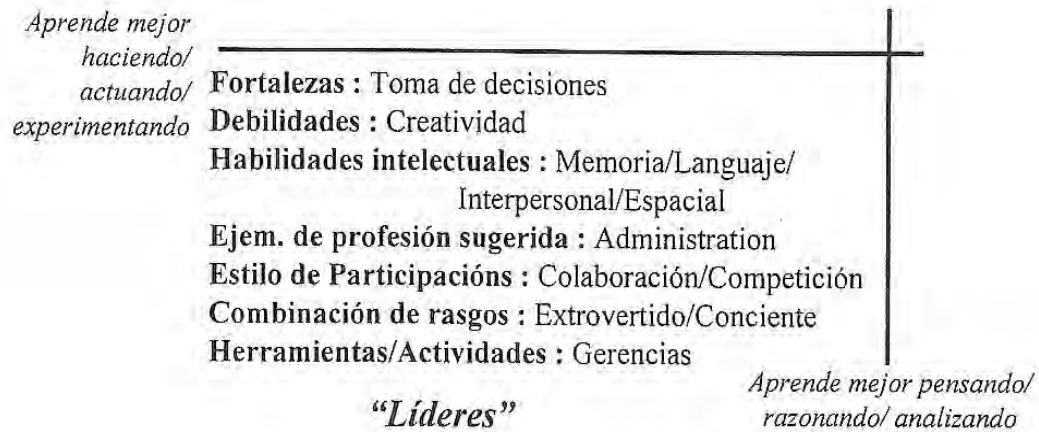 Aprende mejor
haciendo/
actuando/
experimentando
Fortalezas : Toma de decisiones
Debilidades : Creatividad
Habilidades intelectuales : Memoria/Languaje/
Interpersonal/Espacial
Ejem. de profesión sugerida : Administration
Estilo de Participacións : Colaboración/Competición
Combinación de rasgos : Extrovertido/Conciente
Herramientas/Actividades : Gerencias
“Líderes”
Aprende mejor pensando/
razonando/ analizando